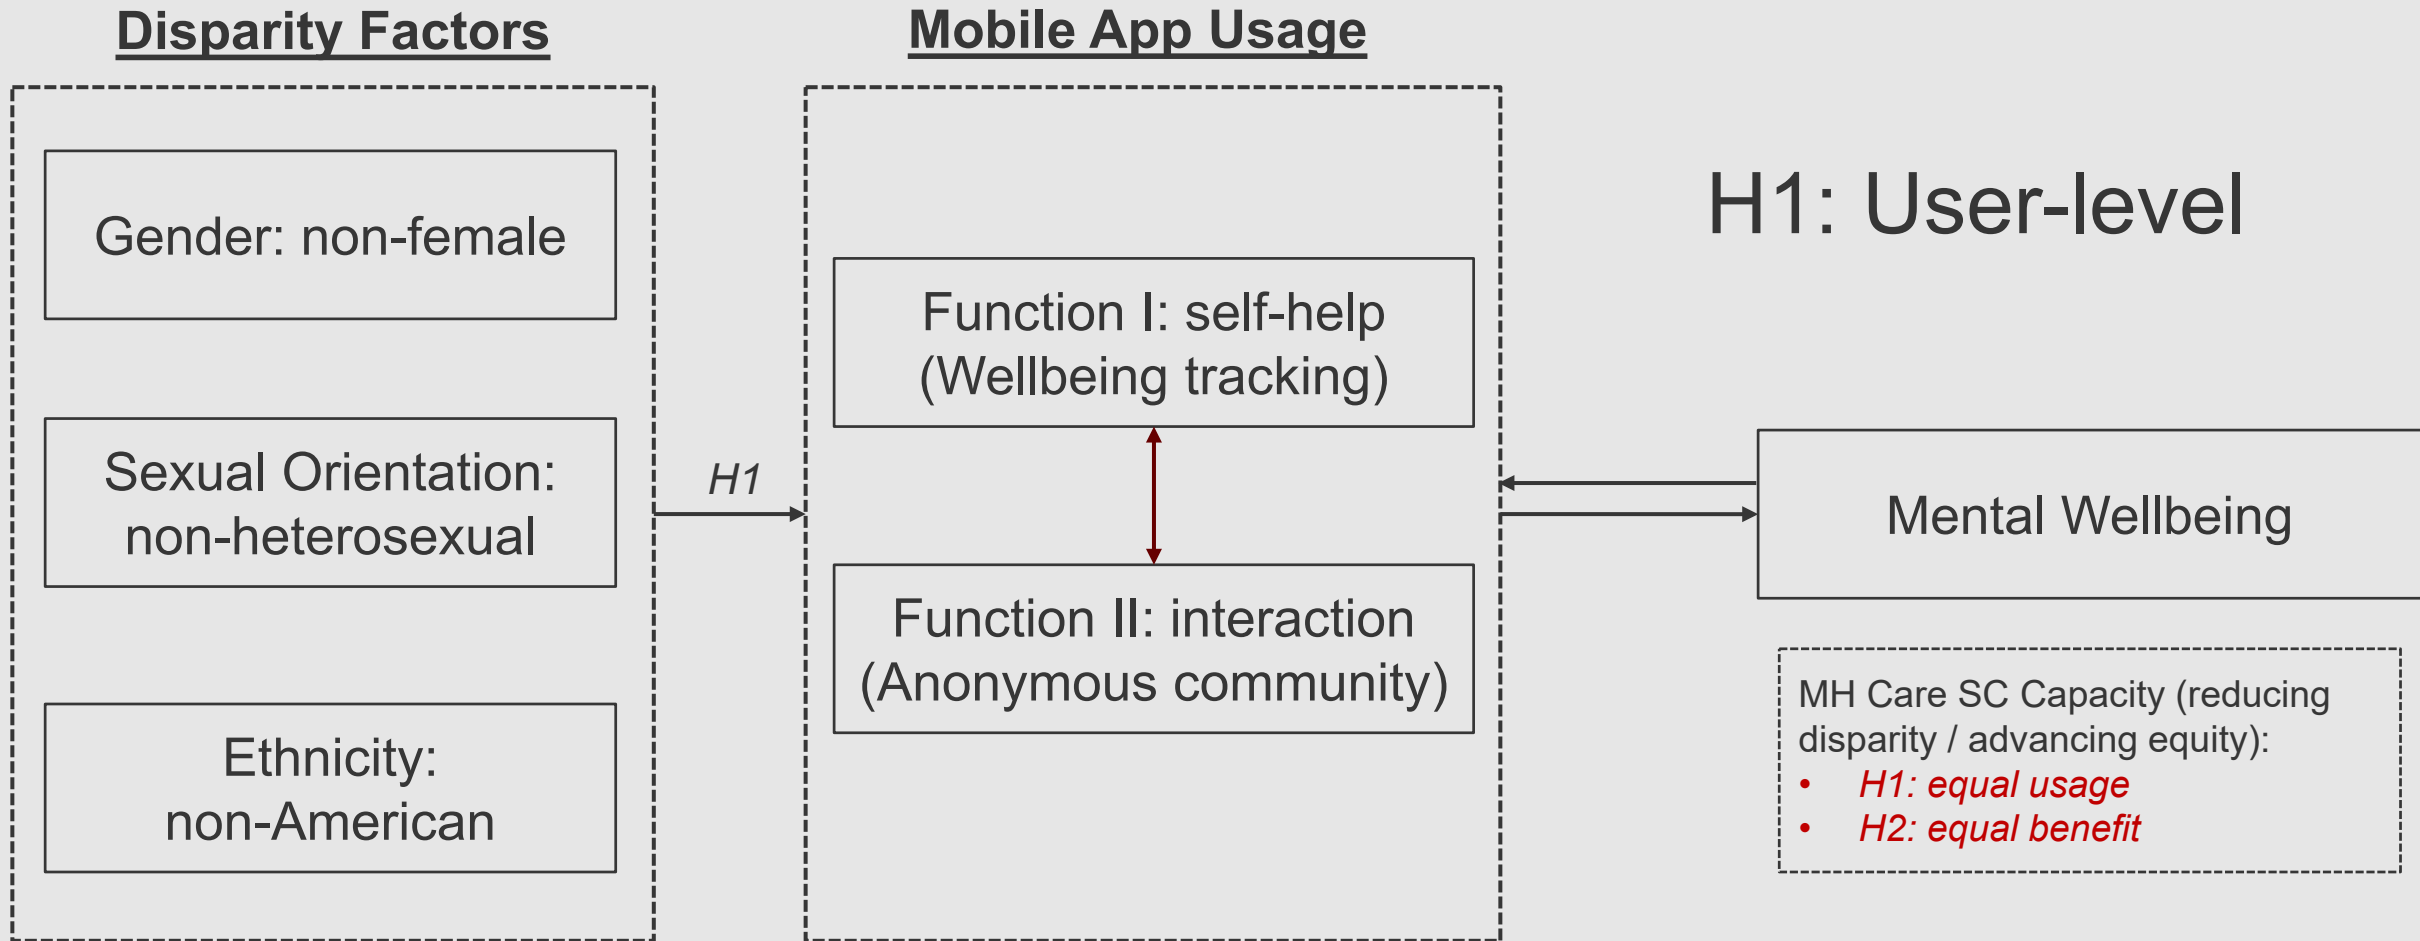 Disparity Factors
Gender: non-female
Sexual Orientation:
non-heterosexual
Ethnicity:
non-American
H1
Mobile App Usage
Function I: self-help
(Wellbeing tracking)
Function II: interaction
(Anonymous community)
H1: User-level
Mental Wellbeing
MH Care SC Capacity (reducing
disparity / advancing equity):
• H1: equal usage
• H2: equal benefit